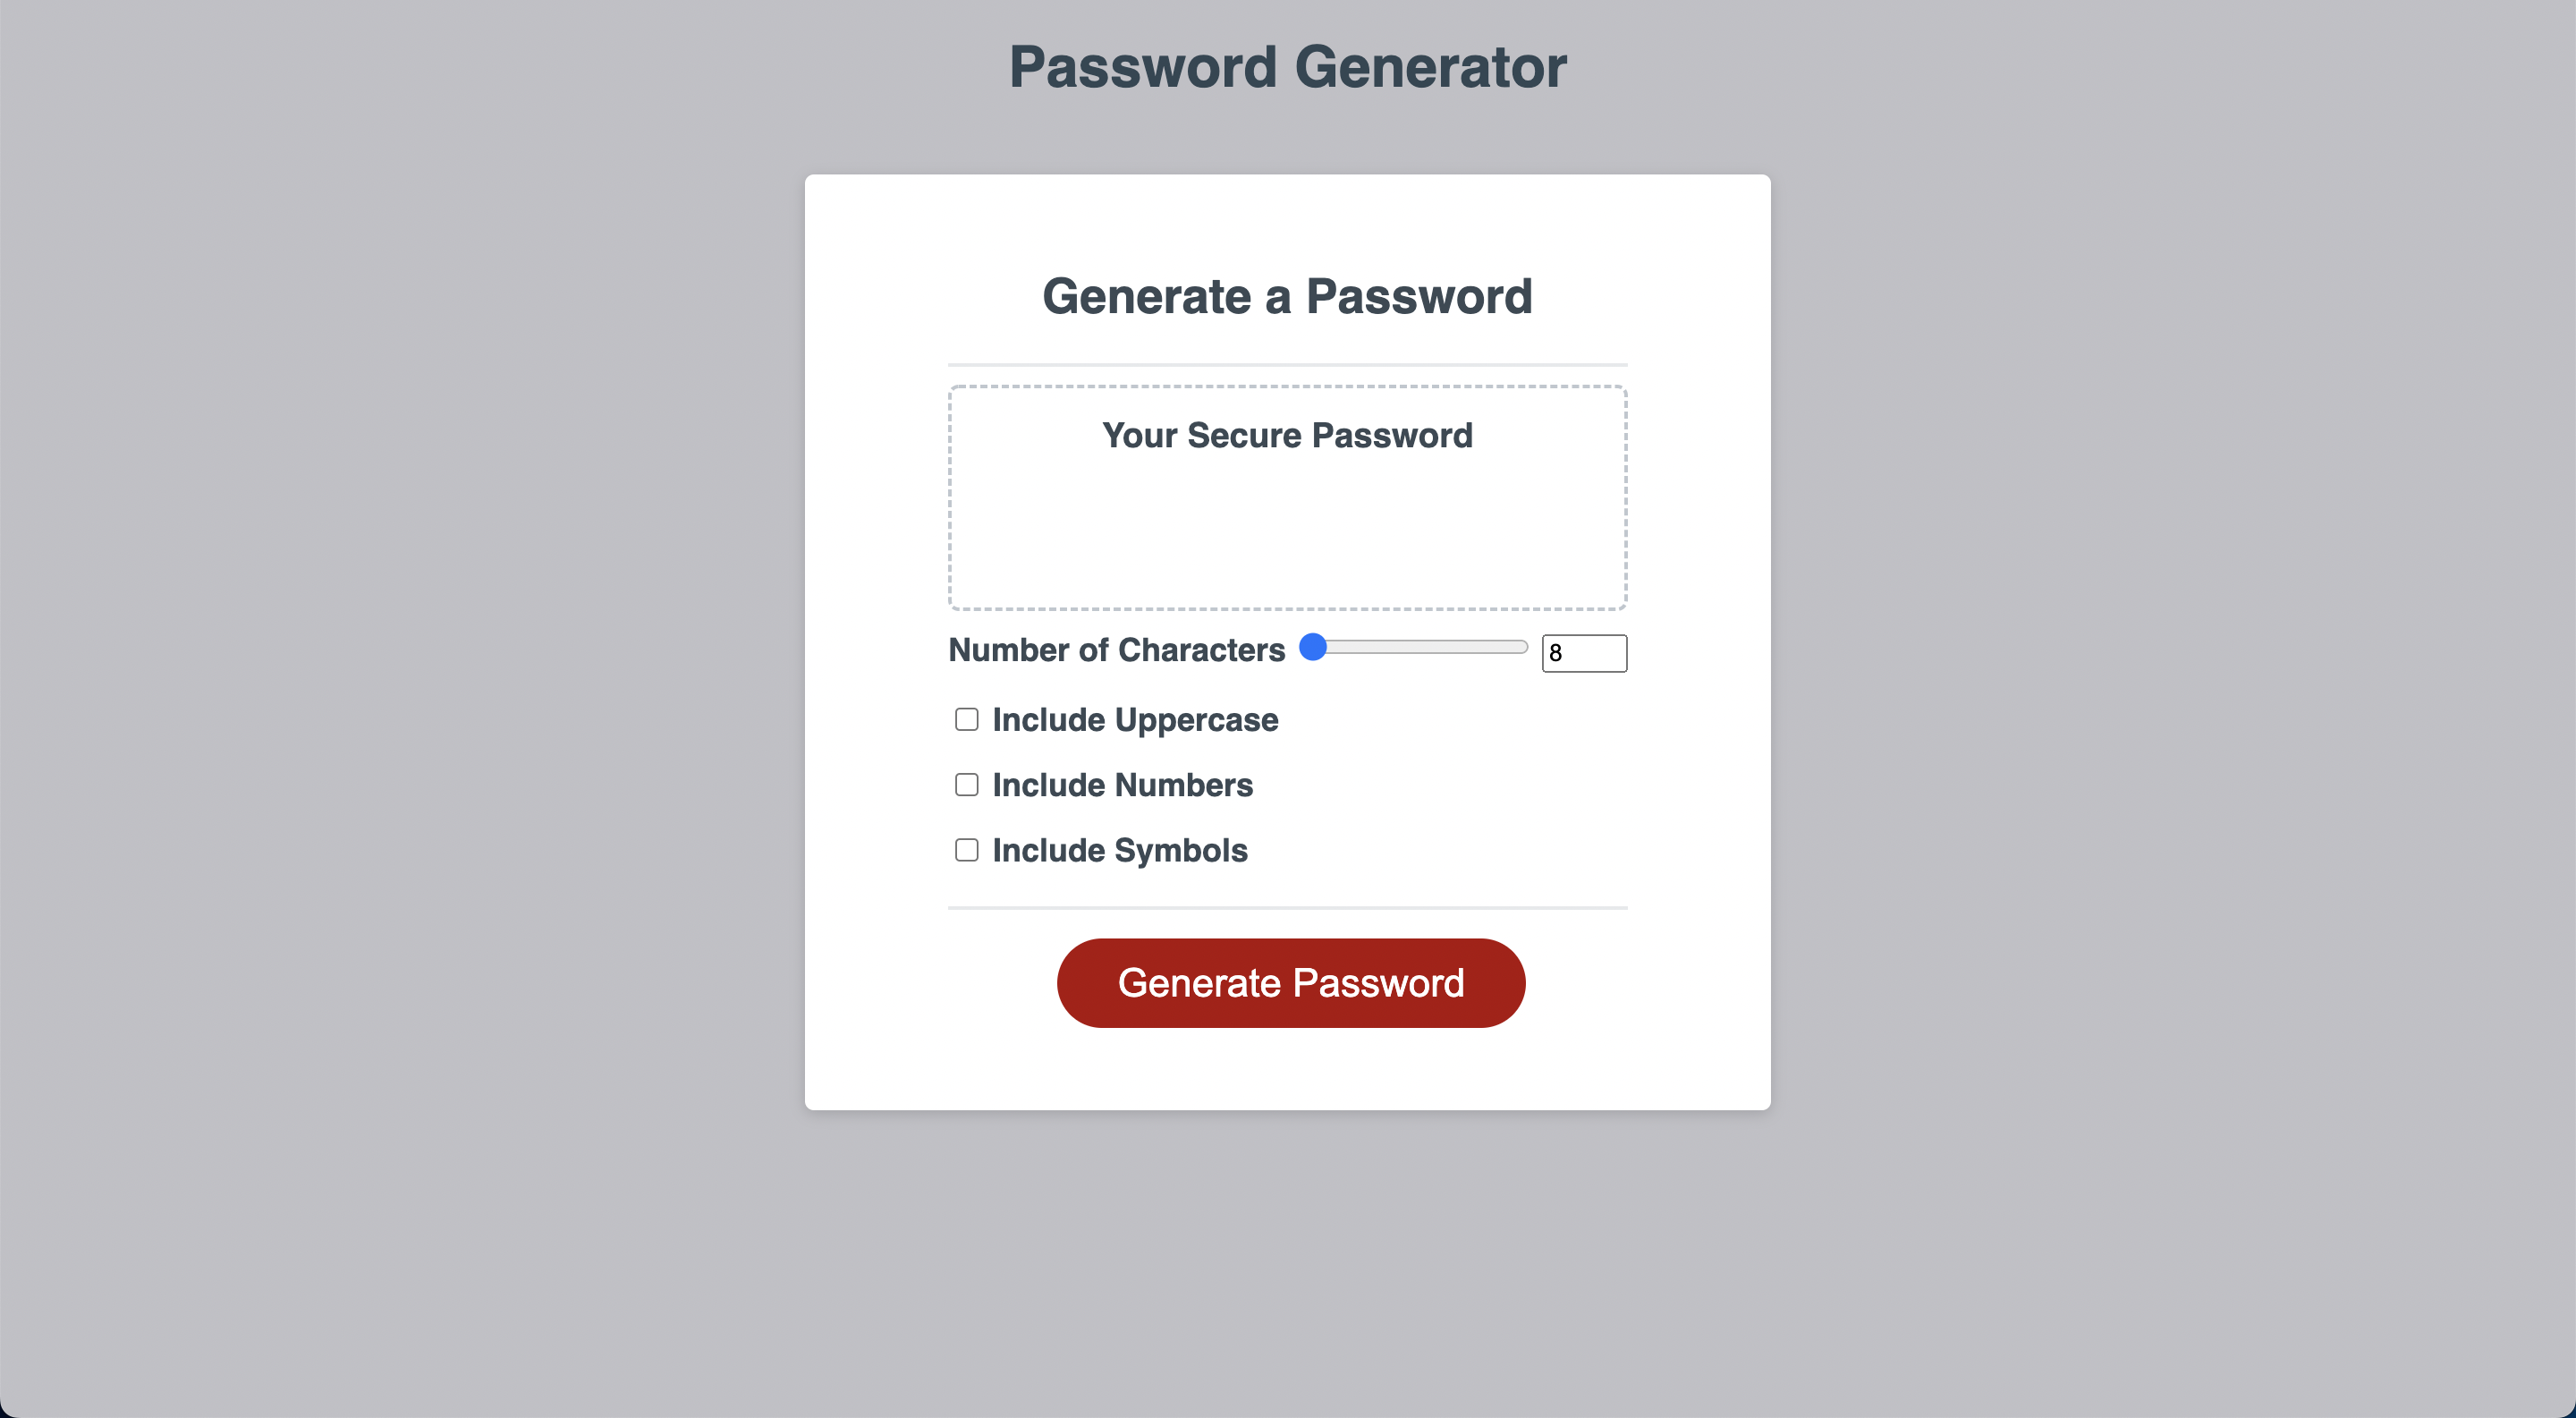 Password Generator
Generate a Password
Your Secure Password
Number of Characters 8
Include Uppercase
Include Numbers
Include Symbols
Generate Password